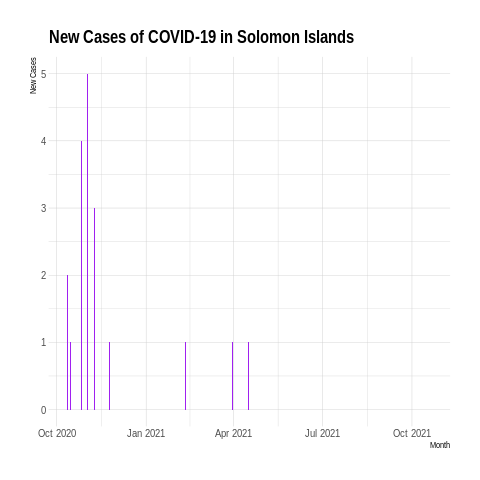 New Cases of COVID-19 in Solomon Islands
New Cases
5
4
3
2
1
0
Oct 2020 Jan 2021 Apr 2021 Jul 2021 Oct 2021
Month